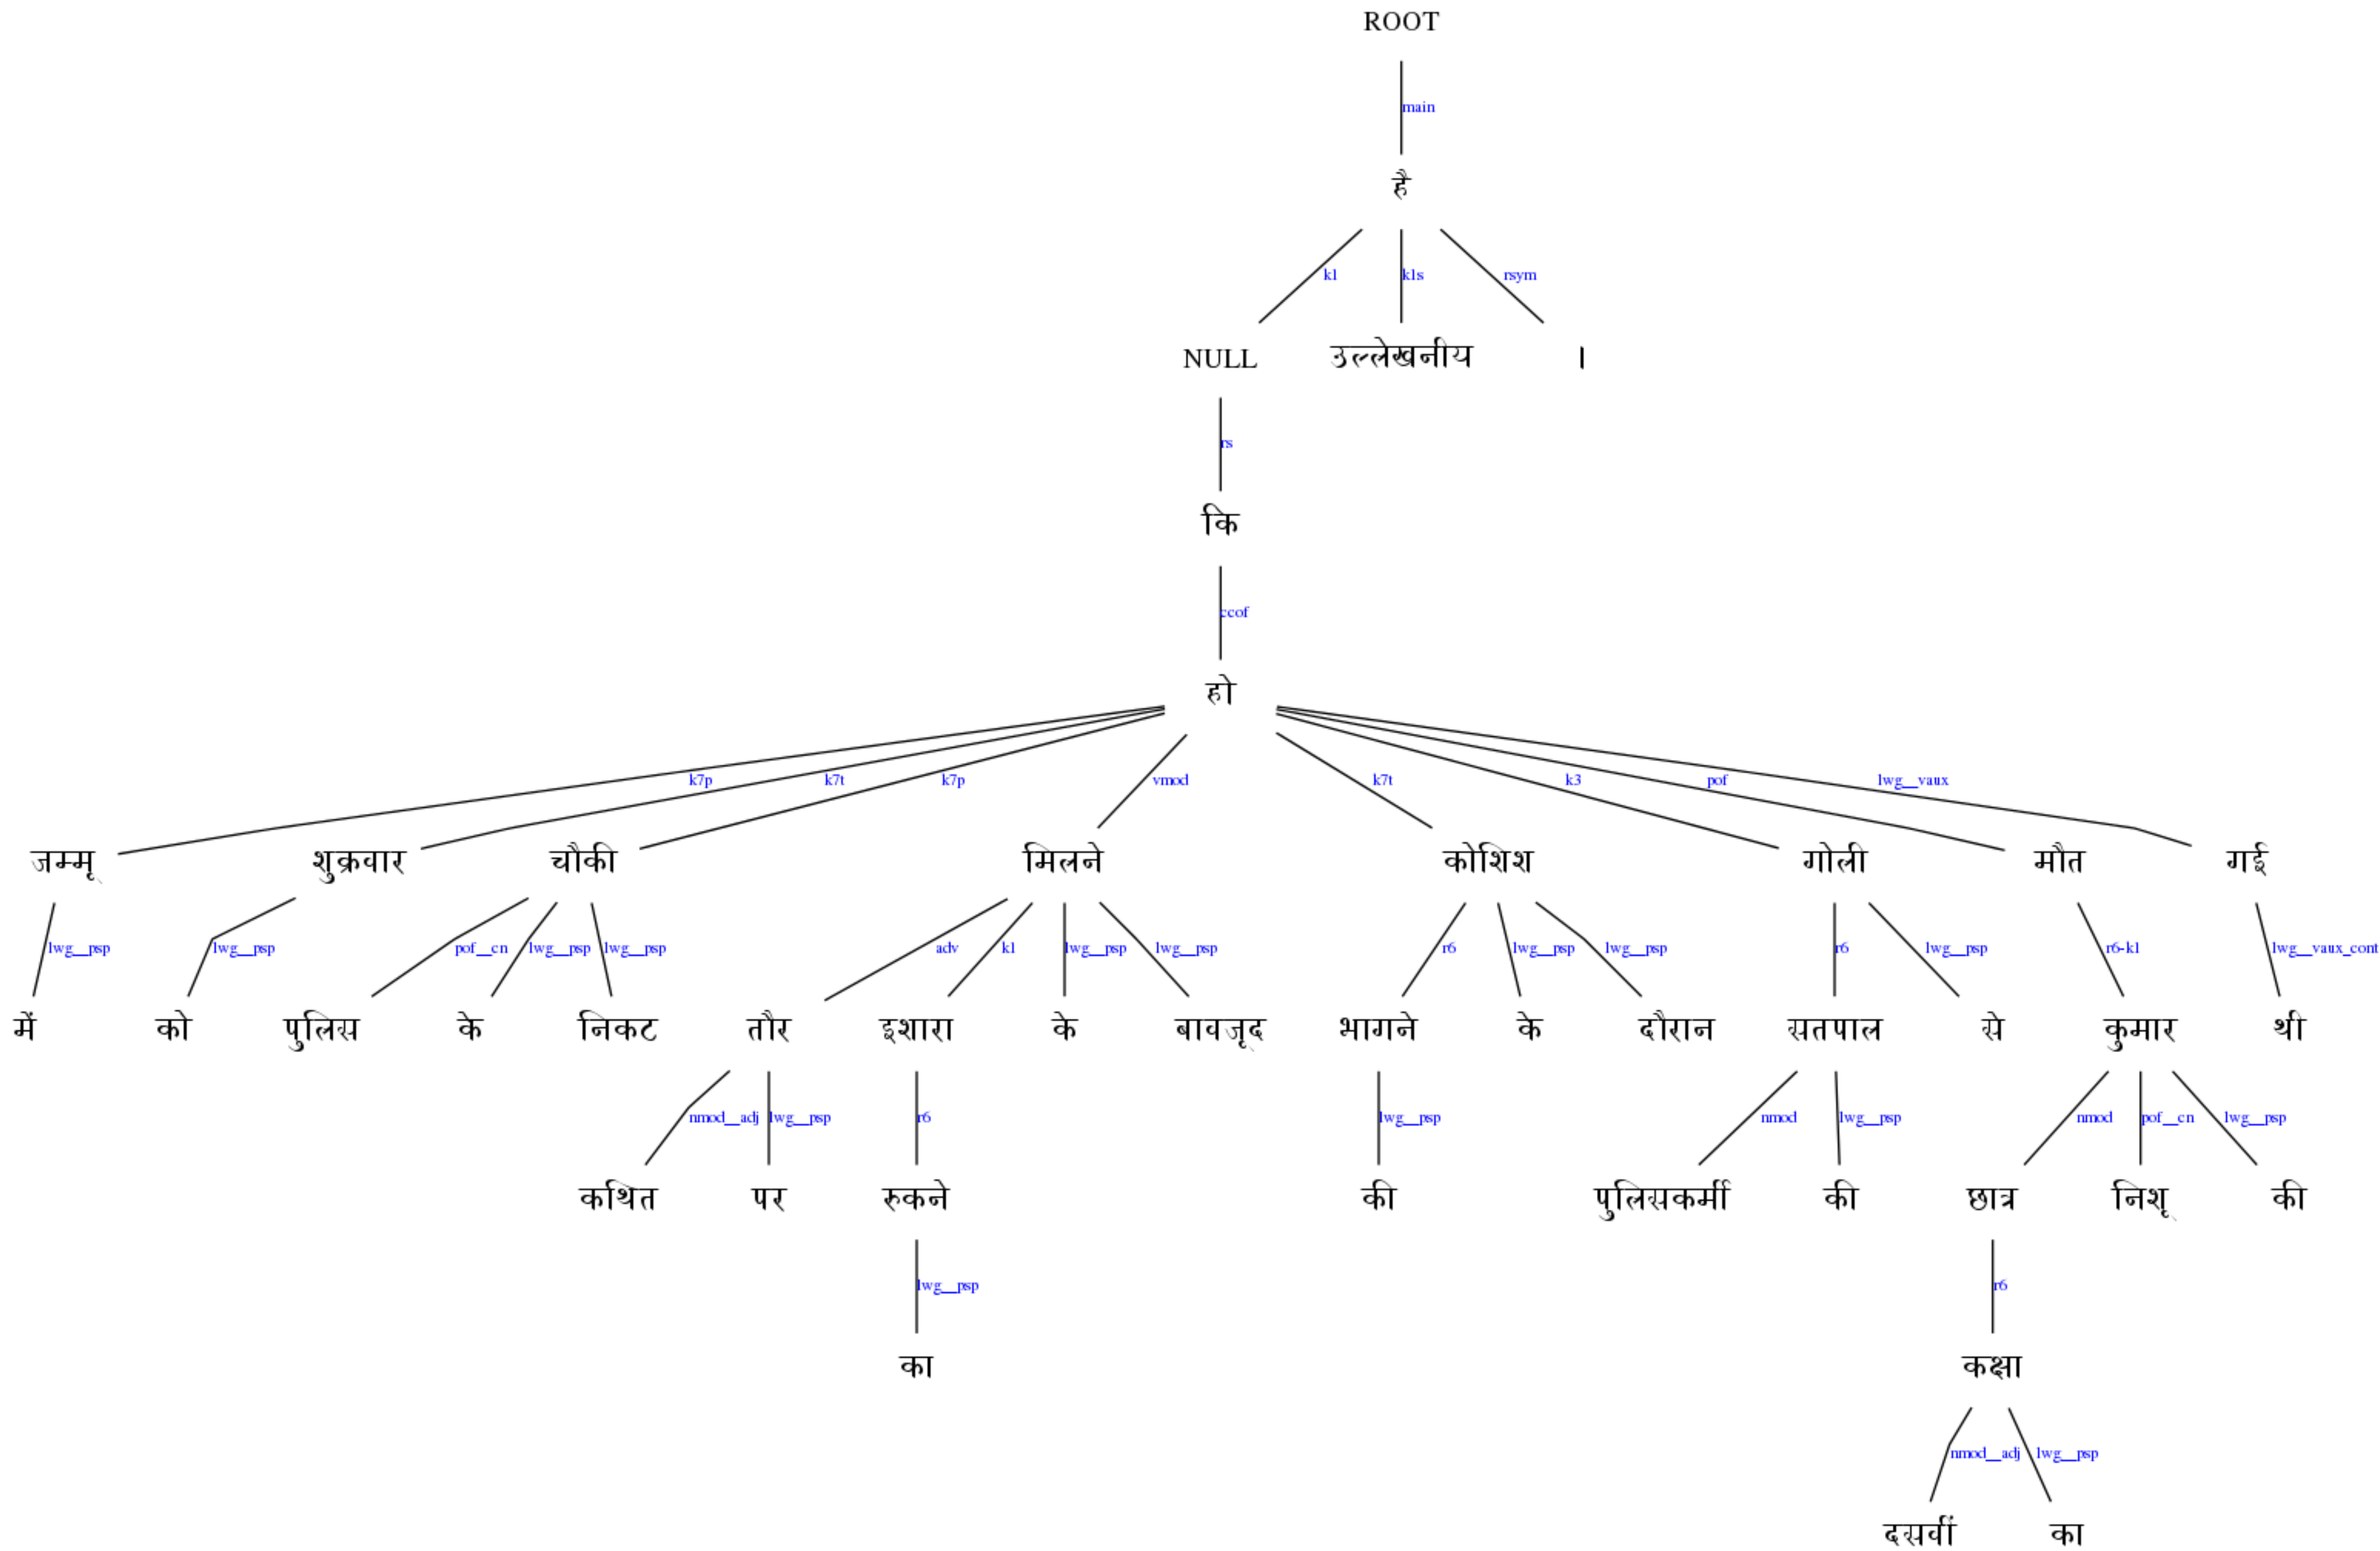 ROOT
main
है
k1 k1s rsym
NULL उल्लेखनीय ।
rs
कि
ccof
हो
k7p k7t k7p vmod k7t k3 pof lwg__vaux
जम्मू शुक्रवार चौकी मिलने कोशिश गोली मौत गई
lwg__psp lwg__psp pof__cn lwg__psp lwg__psp adv k1 lwg__psp lwg__psp r6 lwg__psp lwg__psp r6 lwg__psp r6-k1 lwg__vaux_cont
में को पुलिस के निकट तौर इशारा के बावजूद भागने के दौरान सतपाल से कुमार थी
nmod__adj lwg__psp r6 lwg__psp nmod lwg__psp nmod pof__cn lwg__psp
कथित पर रुकने की पुलिसकर्मी की छात्र निशू की
lwg__psp r6
का कक्षा
nmod__adj lwg__psp
दसवीं का